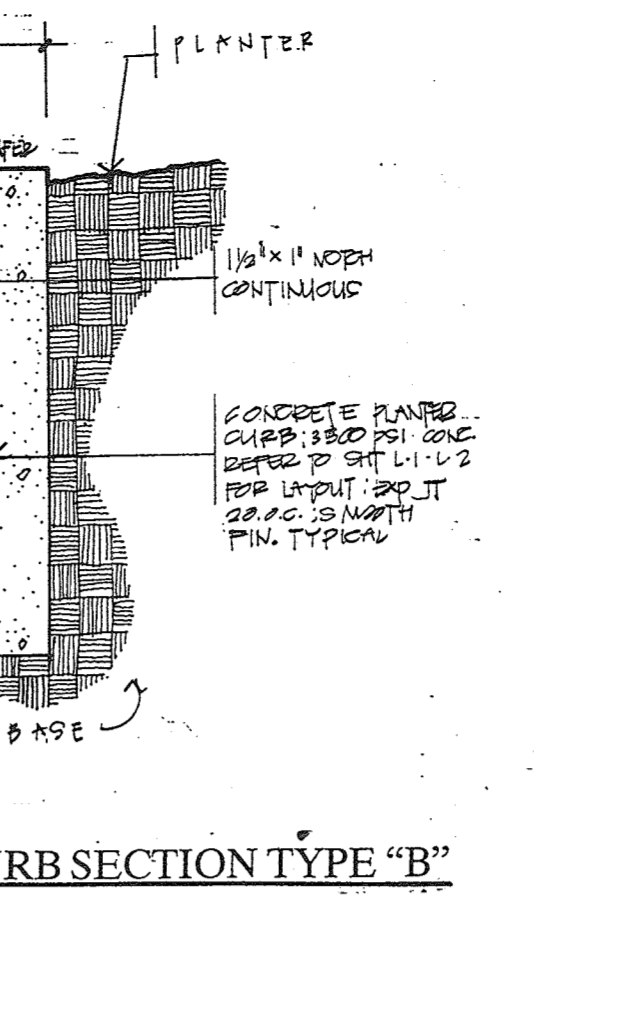 PLANTER
1½" x 1" NOTCH
CONTINUOUS
CONCRETE PLANTER
CURB; 3500 PSI CONC.
REFER TO SHT L-1 - L-2
FOR LAYOUT; EXP JT
20' O.C.; SMOOTH
FIN. TYPICAL
BASE
RB SECTION TYPE “B”